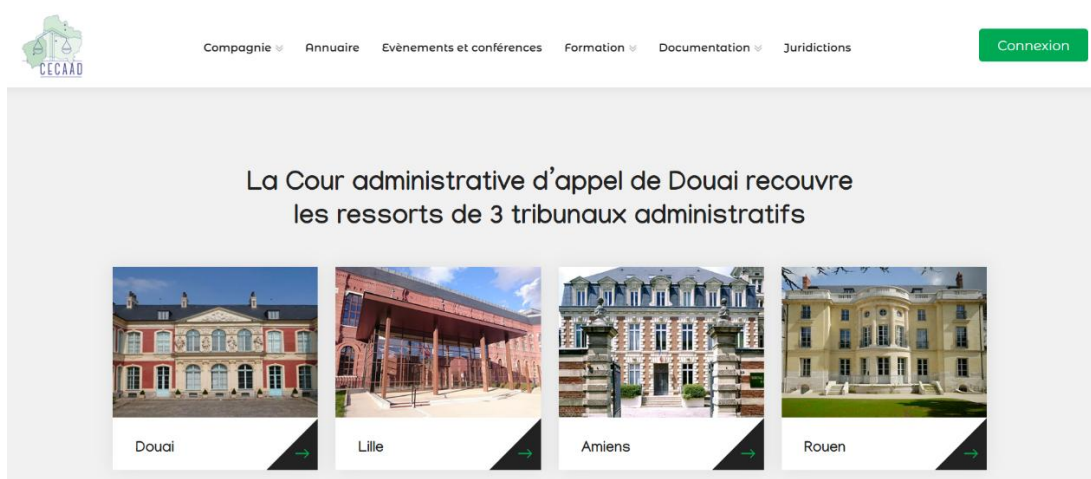 CECAAD
Compagnie
Annuaire
Evènements et conférences
Formation
Documentation
Juridictions
Connexion
La Cour administrative d'appel de Douai recouvre
les ressorts de 3 tribunaux administratifs
Douai
Lille
Amiens
Rouen